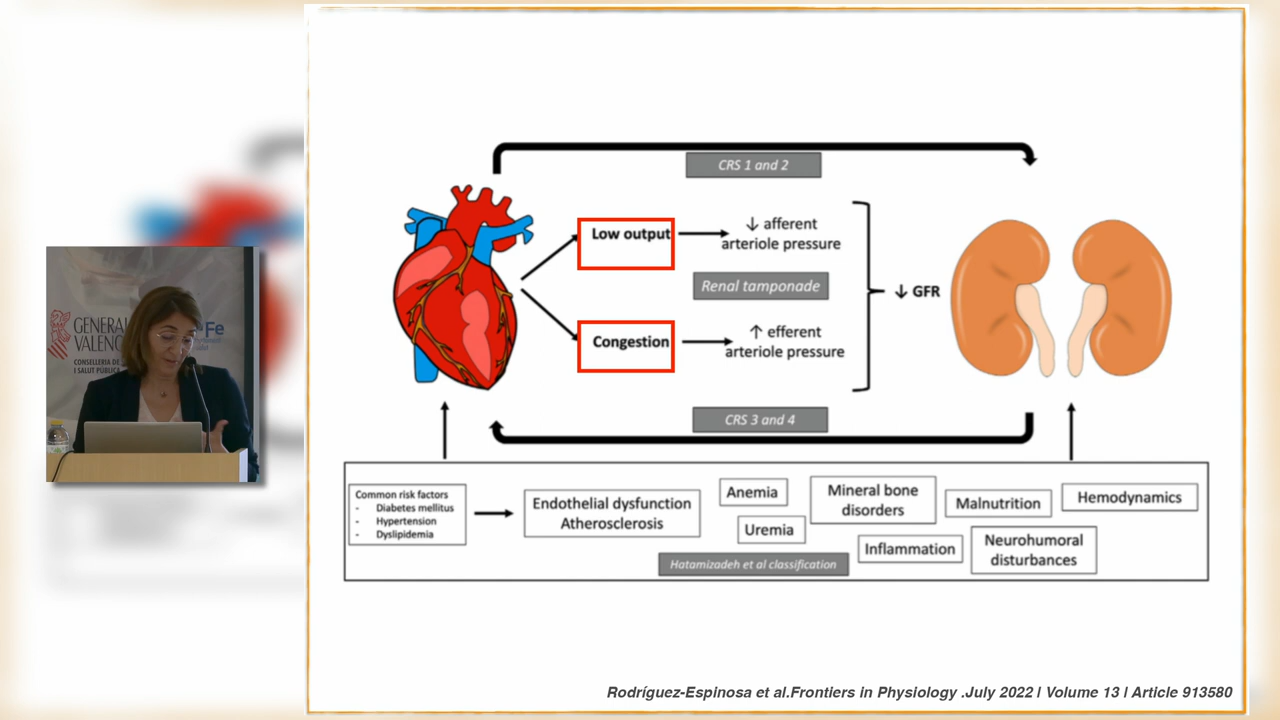 CRS 1 and 2
Low output
↓ afferent
arteriole pressure
Renal tamponade
↓ GFR
Congestion
↑ efferent
arteriole pressure
CRS 3 and 4
Common risk factors
- Diabetes mellitus
- Hypertension
- Dyslipidemia
Endothelial dysfunction
Atherosclerosis
Anemia
Uremia
Mineral bone
disorders
Malnutrition
Hemodynamics
Inflammation
Neurohumoral
disturbances
Hatamizadeh et al classification
Rodríguez-Espinosa et al.Frontiers in Physiology .July 2022 I Volume 13 I Article 913580
GENERAL
VALENC
CONSELLERIA DE
I SALUT PÚBLICA
Fe